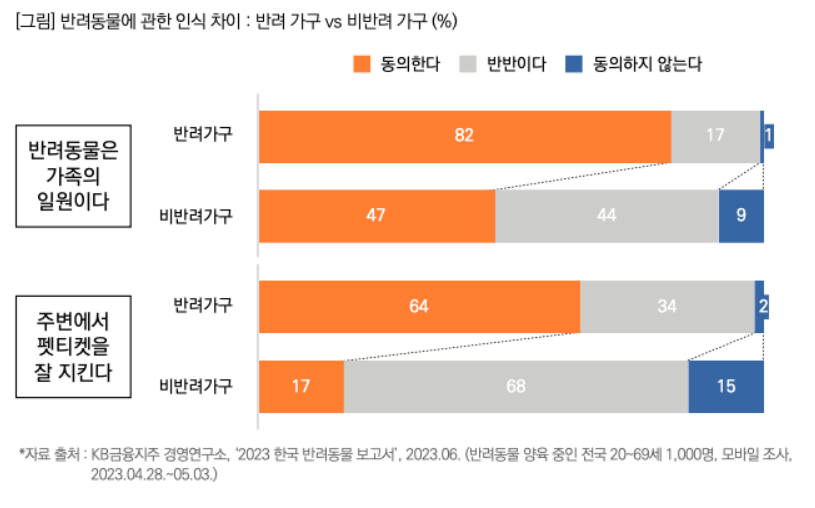 [그림] 반려동물에 관한 인식 차이 : 반려 가구 vs 비반려 가구 (%)
동의한다 반반이다 동의하지 않는다
반려동물은
가족의
일원이다
반려가구 82 17 1
비반려가구 47 44 9
주변에서
펫티켓을
잘 지킨다
반려가구 64 34 2
비반려가구 17 68 15
*자료 출처 : KB금융지주 경영연구소, ‘2023 한국 반려동물 보고서’, 2023.06. (반려동물 양육 중인 전국 20~69세 1,000명, 모바일 조사,
2023.04.28.~05.03.)